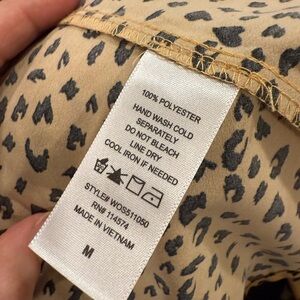 100% POLYESTER
HAND WASH COLD
SEPARATELY
DO NOT BLEACH
LINE DRY
COOL IRON IF NEEDED
STYLE# WOS511050
RN# 114574
MADE IN VIETNAM
M